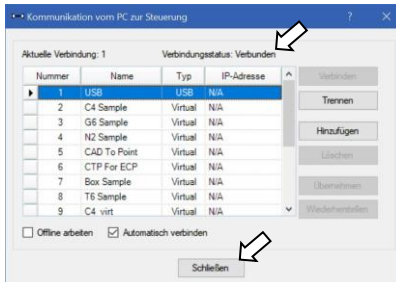 Kommunikation vom PC zur Steuerung
Aktuelle Verbindung: 1 Verbindungsstatus: Verbunden
Nummer Name Typ IP-Adresse
1 USB USB N/A
2 C4 Sample Virtual N/A
3 G6 Sample Virtual N/A
4 N2 Sample Virtual N/A
5 CAD To Point Virtual N/A
6 CTP For ECP Virtual N/A
7 Box Sample Virtual N/A
8 T6 Sample Virtual N/A
9 C4 virt Virtual N/A
Verbinden
Trennen
Hinzufügen
Löschen
Übernehmen
Wiederherstellen
Offline arbeiten Automatisch verbinden
Schließen